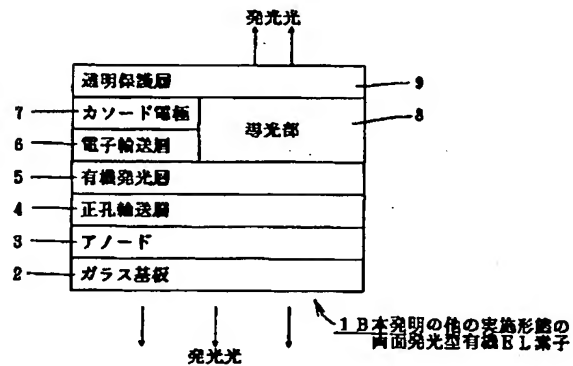 発光光
透明保護層 9
7 カソード電極 導光部 8
6 電子輸送層
5 有機発光層
4 正孔輸送層
3 アノード
2 ガラス基板
発光光
1B本発明の他の実施形態の
両面発光型有機EL素子